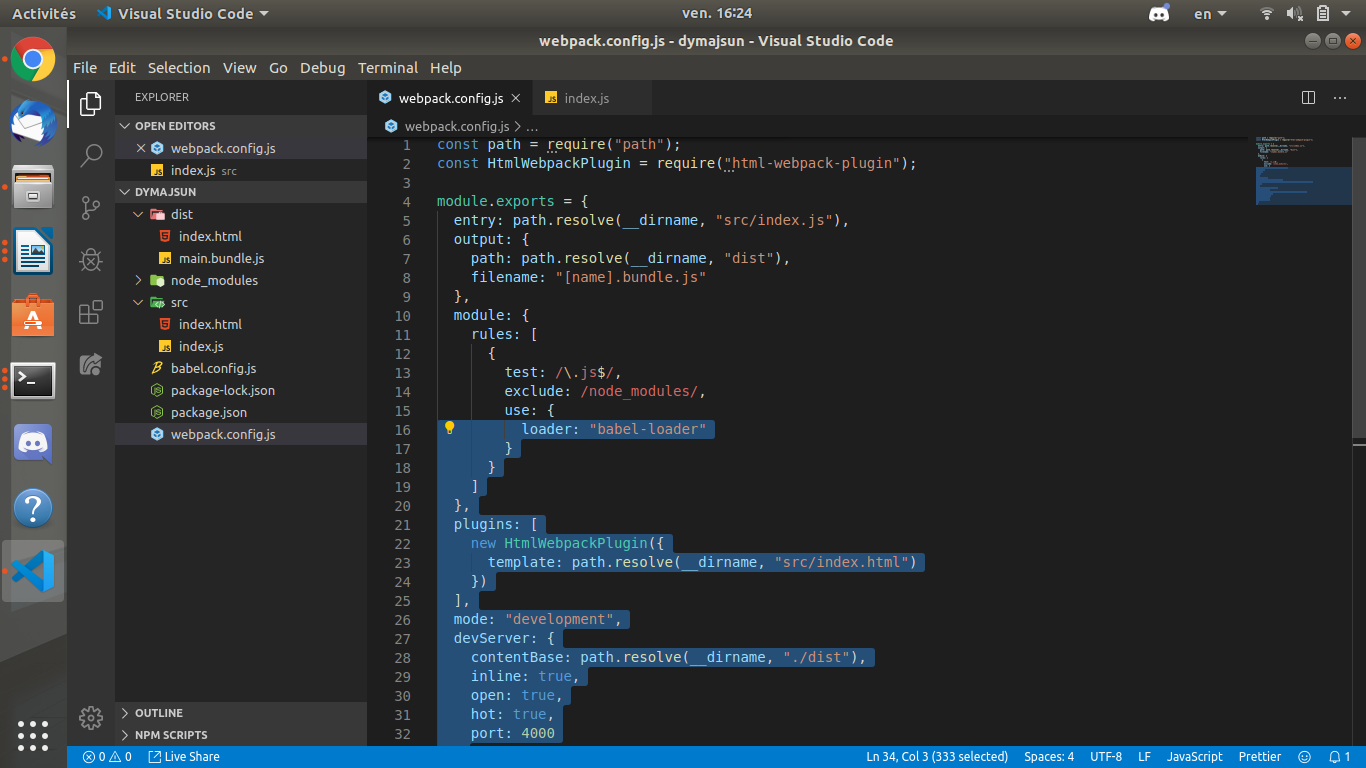 Activités
Visual Studio Code
ven. 16:24
en
webpack.config.js - dymajsun - Visual Studio Code
File Edit Selection View Go Debug Terminal Help
EXPLORER
OPEN EDITORS
webpack.config.js
index.js src
DYMAJSUN
dist
index.html
main.bundle.js
node_modules
src
index.html
index.js
babel.config.js
package-lock.json
package.json
webpack.config.js
OUTLINE
NPM SCRIPTS
webpack.config.js
index.js
webpack.config.js > ...
1 const path = require("path");
2 const HtmlWebpackPlugin = require("html-webpack-plugin");
3
4 module.exports = {
5 entry: path.resolve(__dirname, "src/index.js"),
6 output: {
7 path: path.resolve(__dirname, "dist"),
8 filename: "[name].bundle.js"
9 },
10 module: {
11 rules: [
12 {
13 test: /\.js$/,
14 exclude: /node_modules/,
15 use: {
16 loader: "babel-loader"
17 }
18 }
19 ]
20 },
21 plugins: [
22 new HtmlWebpackPlugin({
23 template: path.resolve(__dirname, "src/index.html")
24 })
25 ],
26 mode: "development",
27 devServer: {
28 contentBase: path.resolve(__dirname, "./dist"),
29 inline: true,
30 open: true,
31 hot: true,
32 port: 4000
0 0 Live Share
Ln 34, Col 3 (333 selected) Spaces: 4 UTF-8 LF JavaScript Prettier 1